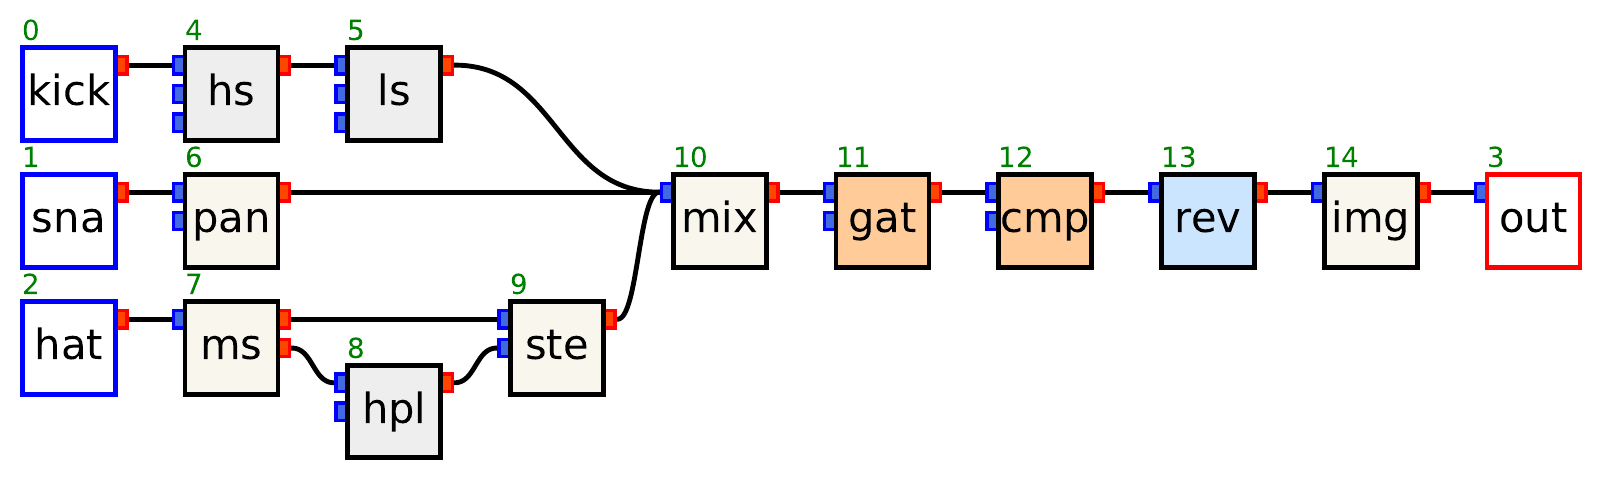 0
kick
4
hs
5
ls
1
sna
6
pan
10
mix
11
gat
12
cmp
13
rev
14
img
3
out
2
hat
7
ms
8
hpl
9
ste